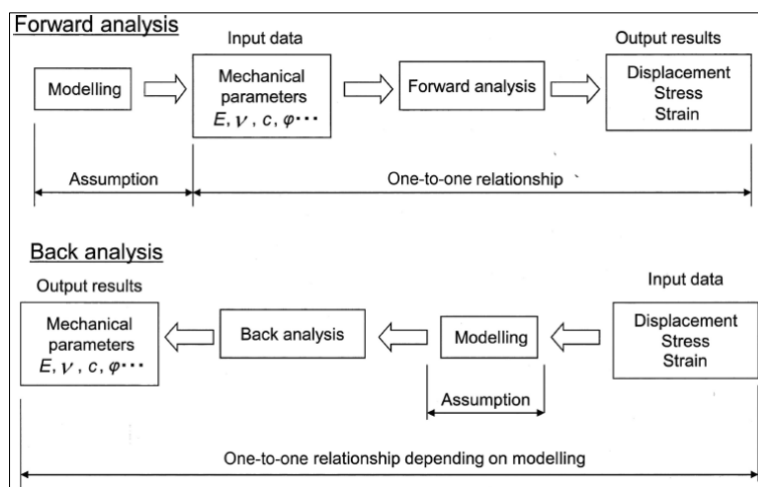 Forward analysis
Input data
Output results
Modelling
Mechanical
parameters
E, ν, c, φ···
Forward analysis
Displacement
Stress
Strain
Assumption
One-to-one relationship
Back analysis
Output results
Input data
Mechanical
parameters
E, ν, c, φ···
Back analysis
Modelling
Displacement
Stress
Strain
Assumption
One-to-one relationship depending on modelling